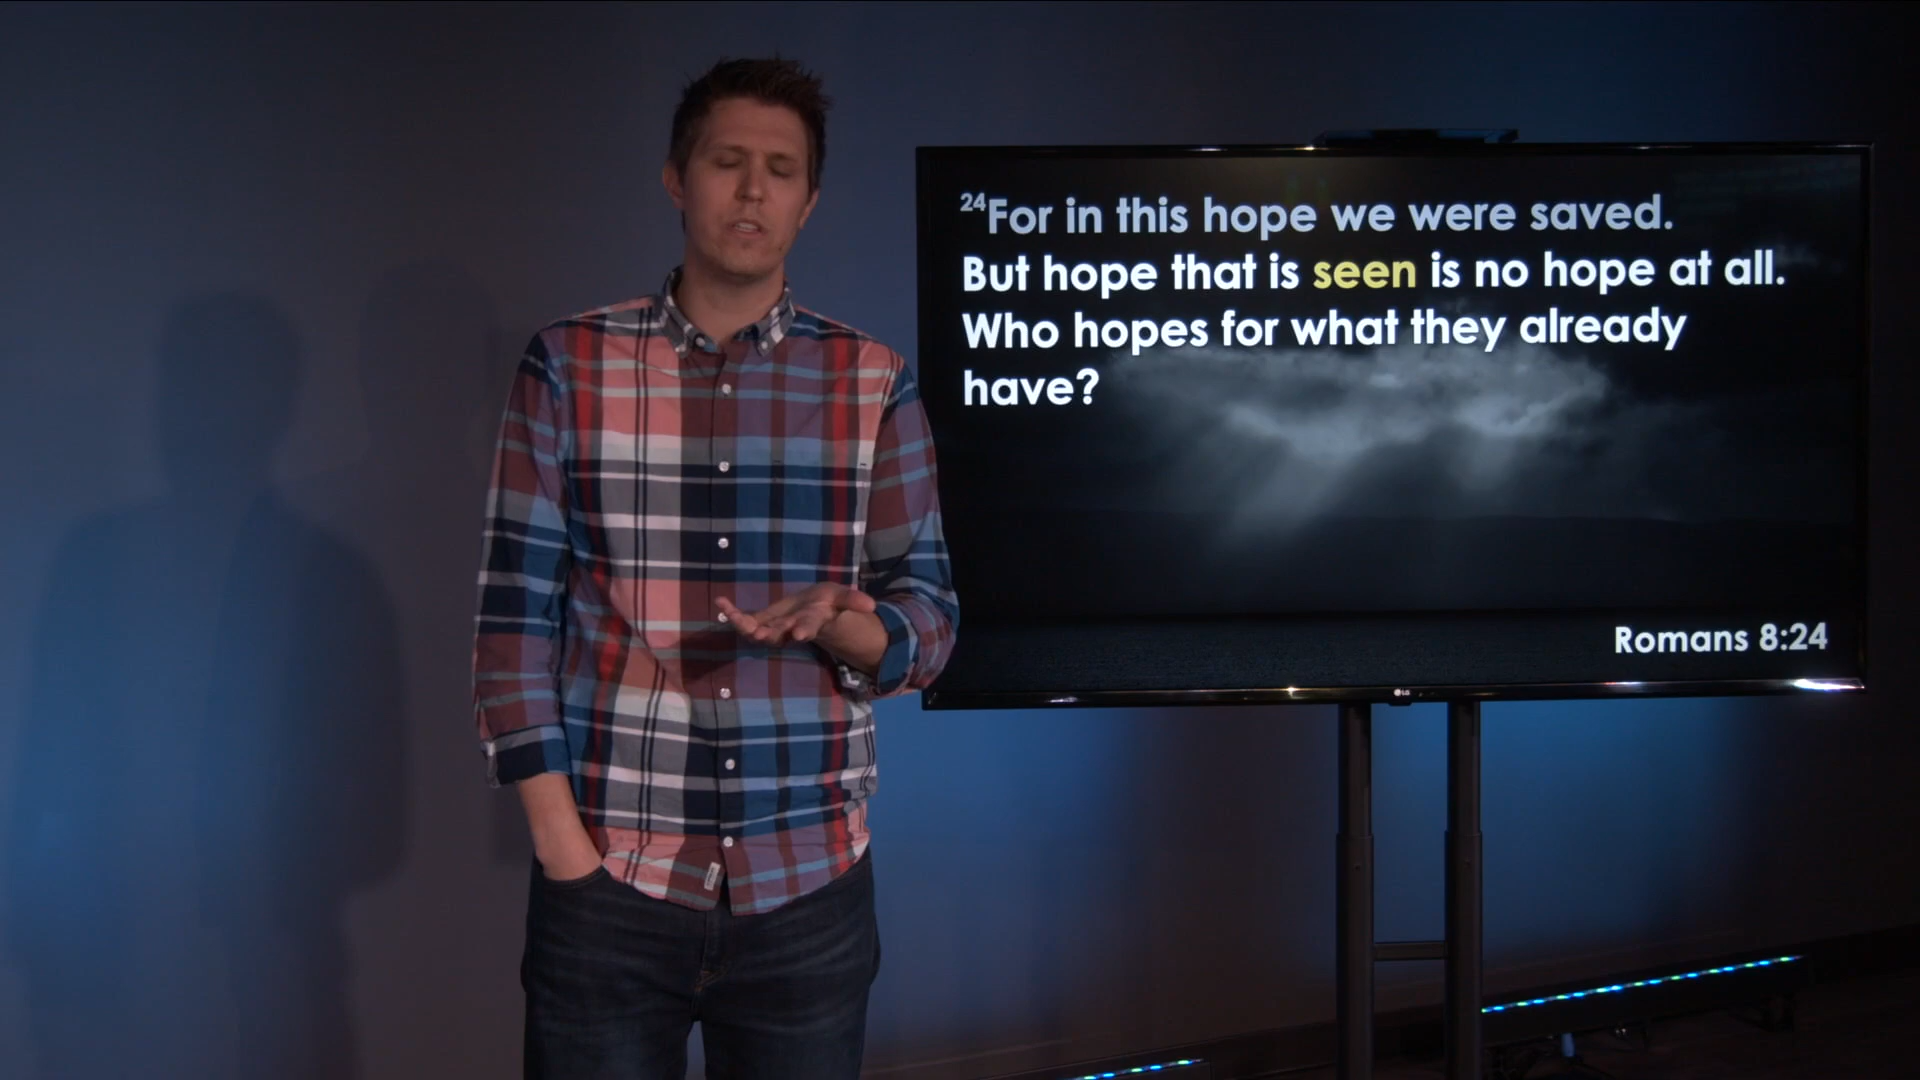 24For in this hope we were saved.
But hope that is seen is no hope at all.
Who hopes for what they already
have?
Romans 8:24
LG